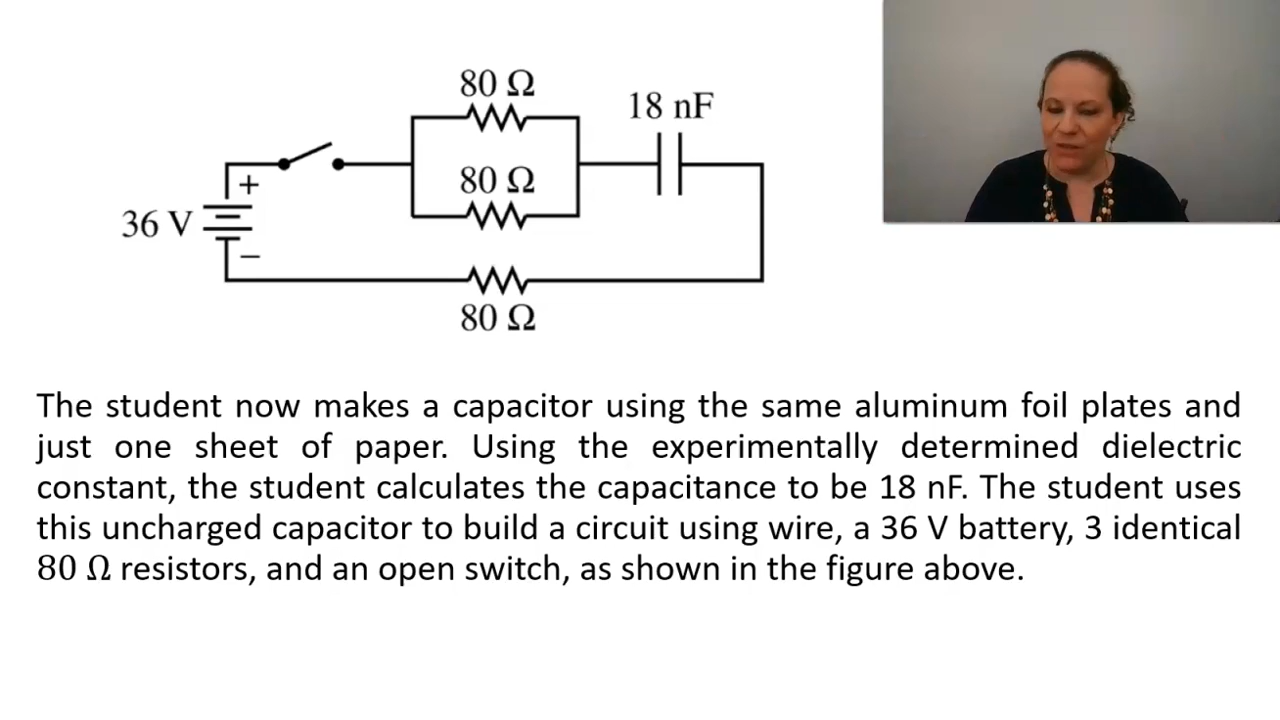 80 Ω
18 nF
80 Ω
+
36 V
−
80 Ω
The student now makes a capacitor using the same aluminum foil plates and
just one sheet of paper. Using the experimentally determined dielectric
constant, the student calculates the capacitance to be 18 nF. The student uses
this uncharged capacitor to build a circuit using wire, a 36 V battery, 3 identical
80 Ω resistors, and an open switch, as shown in the figure above.